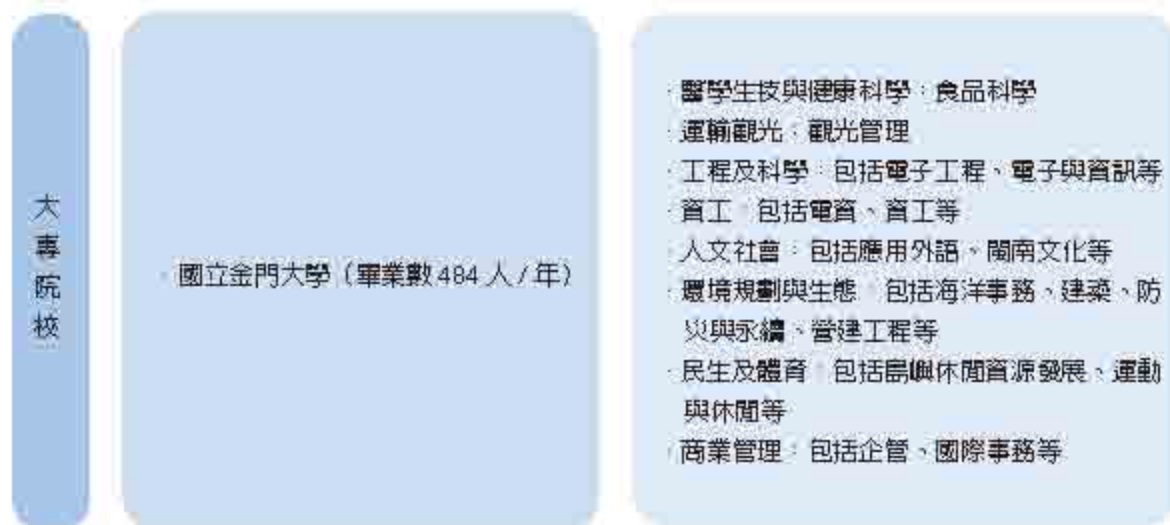 大專院校
·國立金門大學（畢業數484人/年）
·醫學生技與健康科學：食品科學
·運輸觀光：觀光管理
·工程及科學：包括電子工程、電子與資訊等
·資工：包括電資、資工等
·人文社會：包括應用外語、閩南文化等
·環境規劃與生態：包括海洋事務、建築、防
災與永續、營建工程等
·民生及體育：包括島嶼休閒資源發展、運動
與休閒等
·商業管理：包括企管、國際事務等